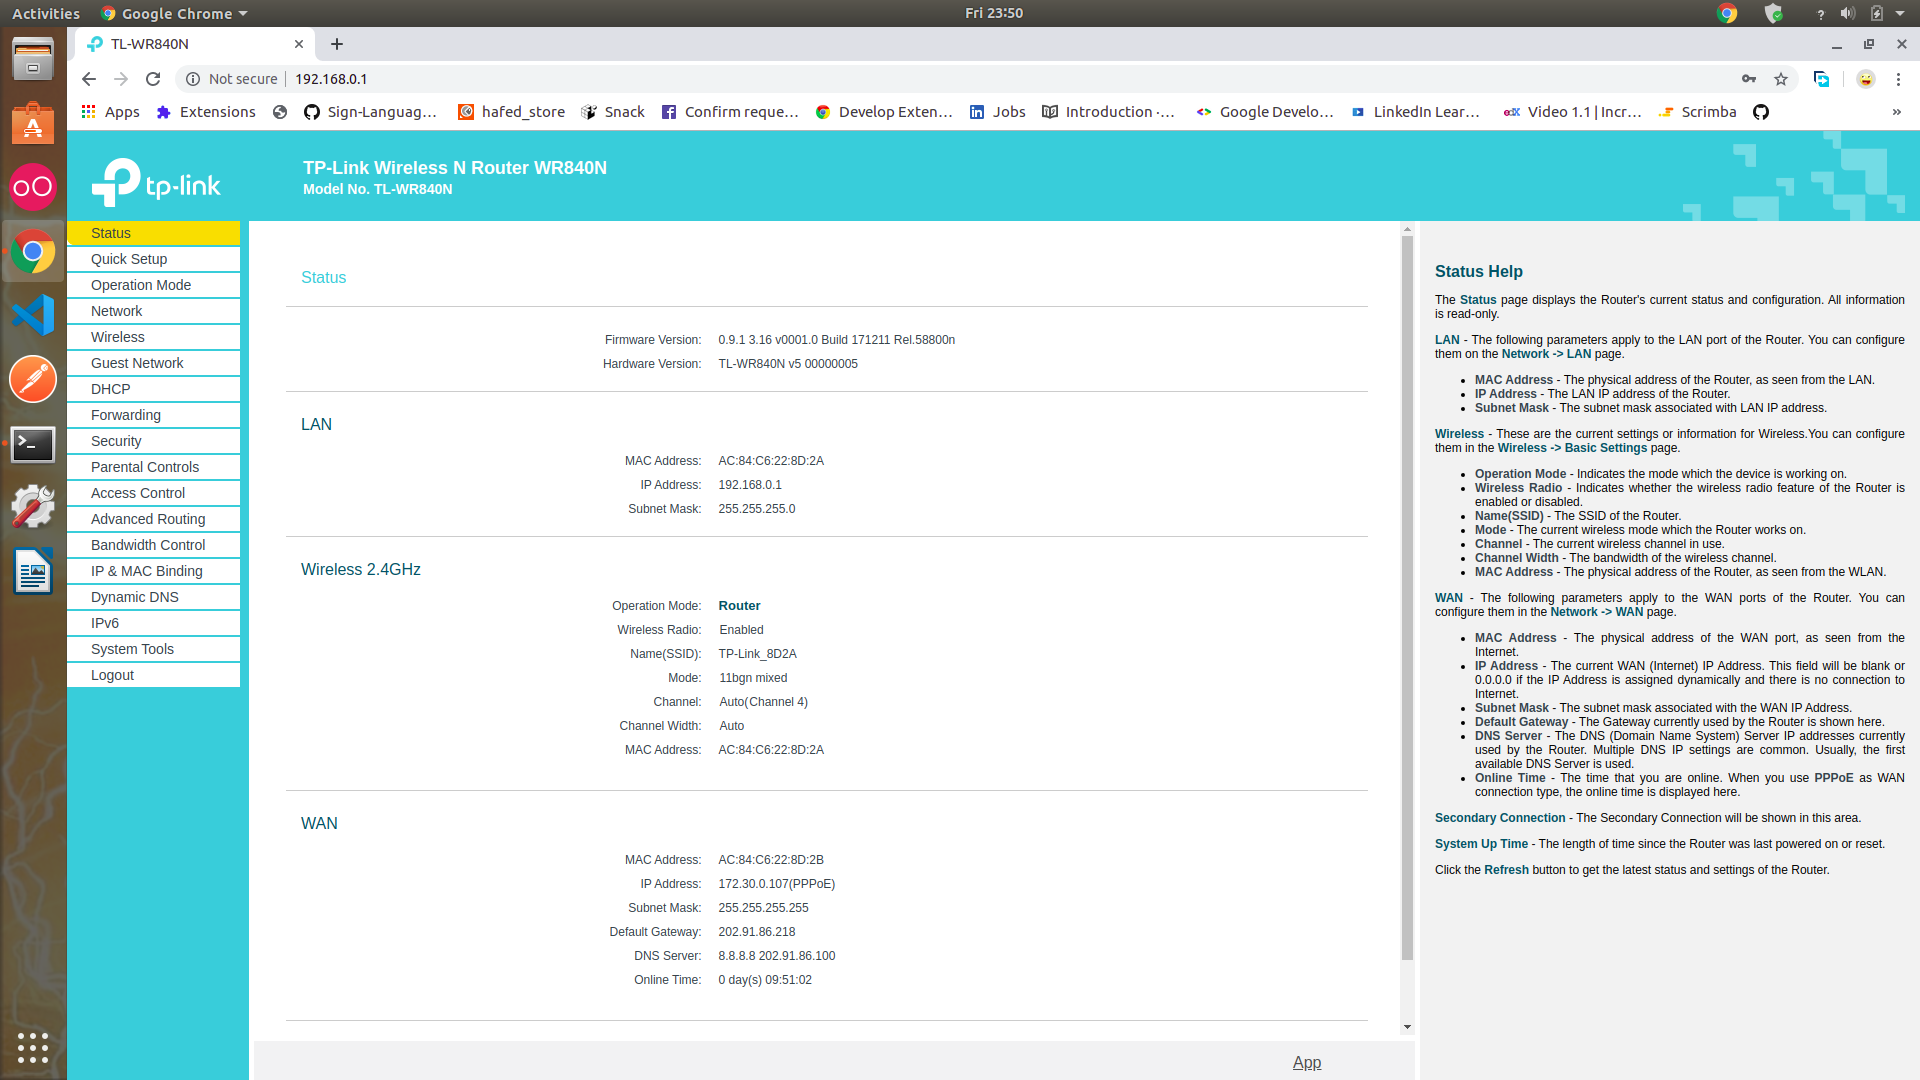 Activities
Google Chrome
Fri 23:50
?
TL-WR840N
Not secure
192.168.0.1
Apps
Extensions
Sign-Languag...
hafed_store
Snack
Confirm reque...
Develop Exten...
Jobs
Introduction ·...
Google Develo...
LinkedIn Lear...
Video 1.1 | Incr...
Scrimba
»
tp-link
TP-Link Wireless N Router WR840N
Model No. TL-WR840N
Status
Quick Setup
Operation Mode
Network
Wireless
Guest Network
DHCP
Forwarding
Security
Parental Controls
Access Control
Advanced Routing
Bandwidth Control
IP & MAC Binding
Dynamic DNS
IPv6
System Tools
Logout
Status
Firmware Version: 0.9.1 3.16 v0001.0 Build 171211 Rel.58800n
Hardware Version: TL-WR840N v5 00000005
LAN
MAC Address: AC:84:C6:22:8D:2A
IP Address: 192.168.0.1
Subnet Mask: 255.255.255.0
Wireless 2.4GHz
Operation Mode: Router
Wireless Radio: Enabled
Name(SSID): TP-Link_8D2A
Mode: 11bgn mixed
Channel: Auto(Channel 4)
Channel Width: Auto
MAC Address: AC:84:C6:22:8D:2A
WAN
MAC Address: AC:84:C6:22:8D:2B
IP Address: 172.30.0.107(PPPoE)
Subnet Mask: 255.255.255.255
Default Gateway: 202.91.86.218
DNS Server: 8.8.8.8 202.91.86.100
Online Time: 0 day(s) 09:51:02
App
Status Help
The Status page displays the Router's current status and configuration. All information
is read-only.
LAN - The following parameters apply to the LAN port of the Router. You can configure
them on the Network -> LAN page.
• MAC Address - The physical address of the Router, as seen from the LAN.
• IP Address - The LAN IP address of the Router.
• Subnet Mask - The subnet mask associated with LAN IP address.
Wireless - These are the current settings or information for Wireless.You can configure
them in the Wireless -> Basic Settings page.
• Operation Mode - Indicates the mode which the device is working on.
• Wireless Radio - Indicates whether the wireless radio feature of the Router is
enabled or disabled.
• Name(SSID) - The SSID of the Router.
• Mode - The current wireless mode which the Router works on.
• Channel - The current wireless channel in use.
• Channel Width - The bandwidth of the wireless channel.
• MAC Address - The physical address of the Router, as seen from the WLAN.
WAN - The following parameters apply to the WAN ports of the Router. You can
configure them in the Network -> WAN page.
• MAC Address - The physical address of the WAN port, as seen from the
Internet.
• IP Address - The current WAN (Internet) IP Address. This field will be blank or
0.0.0.0 if the IP Address is assigned dynamically and there is no connection to
Internet.
• Subnet Mask - The subnet mask associated with the WAN IP Address.
• Default Gateway - The Gateway currently used by the Router is shown here.
• DNS Server - The DNS (Domain Name System) Server IP addresses currently
used by the Router. Multiple DNS IP settings are common. Usually, the first
available DNS Server is used.
• Online Time - The time that you are online. When you use PPPoE as WAN
connection type, the online time is displayed here.
Secondary Connection - The Secondary Connection will be shown in this area.
System Up Time - The length of time since the Router was last powered on or reset.
Click the Refresh button to get the latest status and settings of the Router.